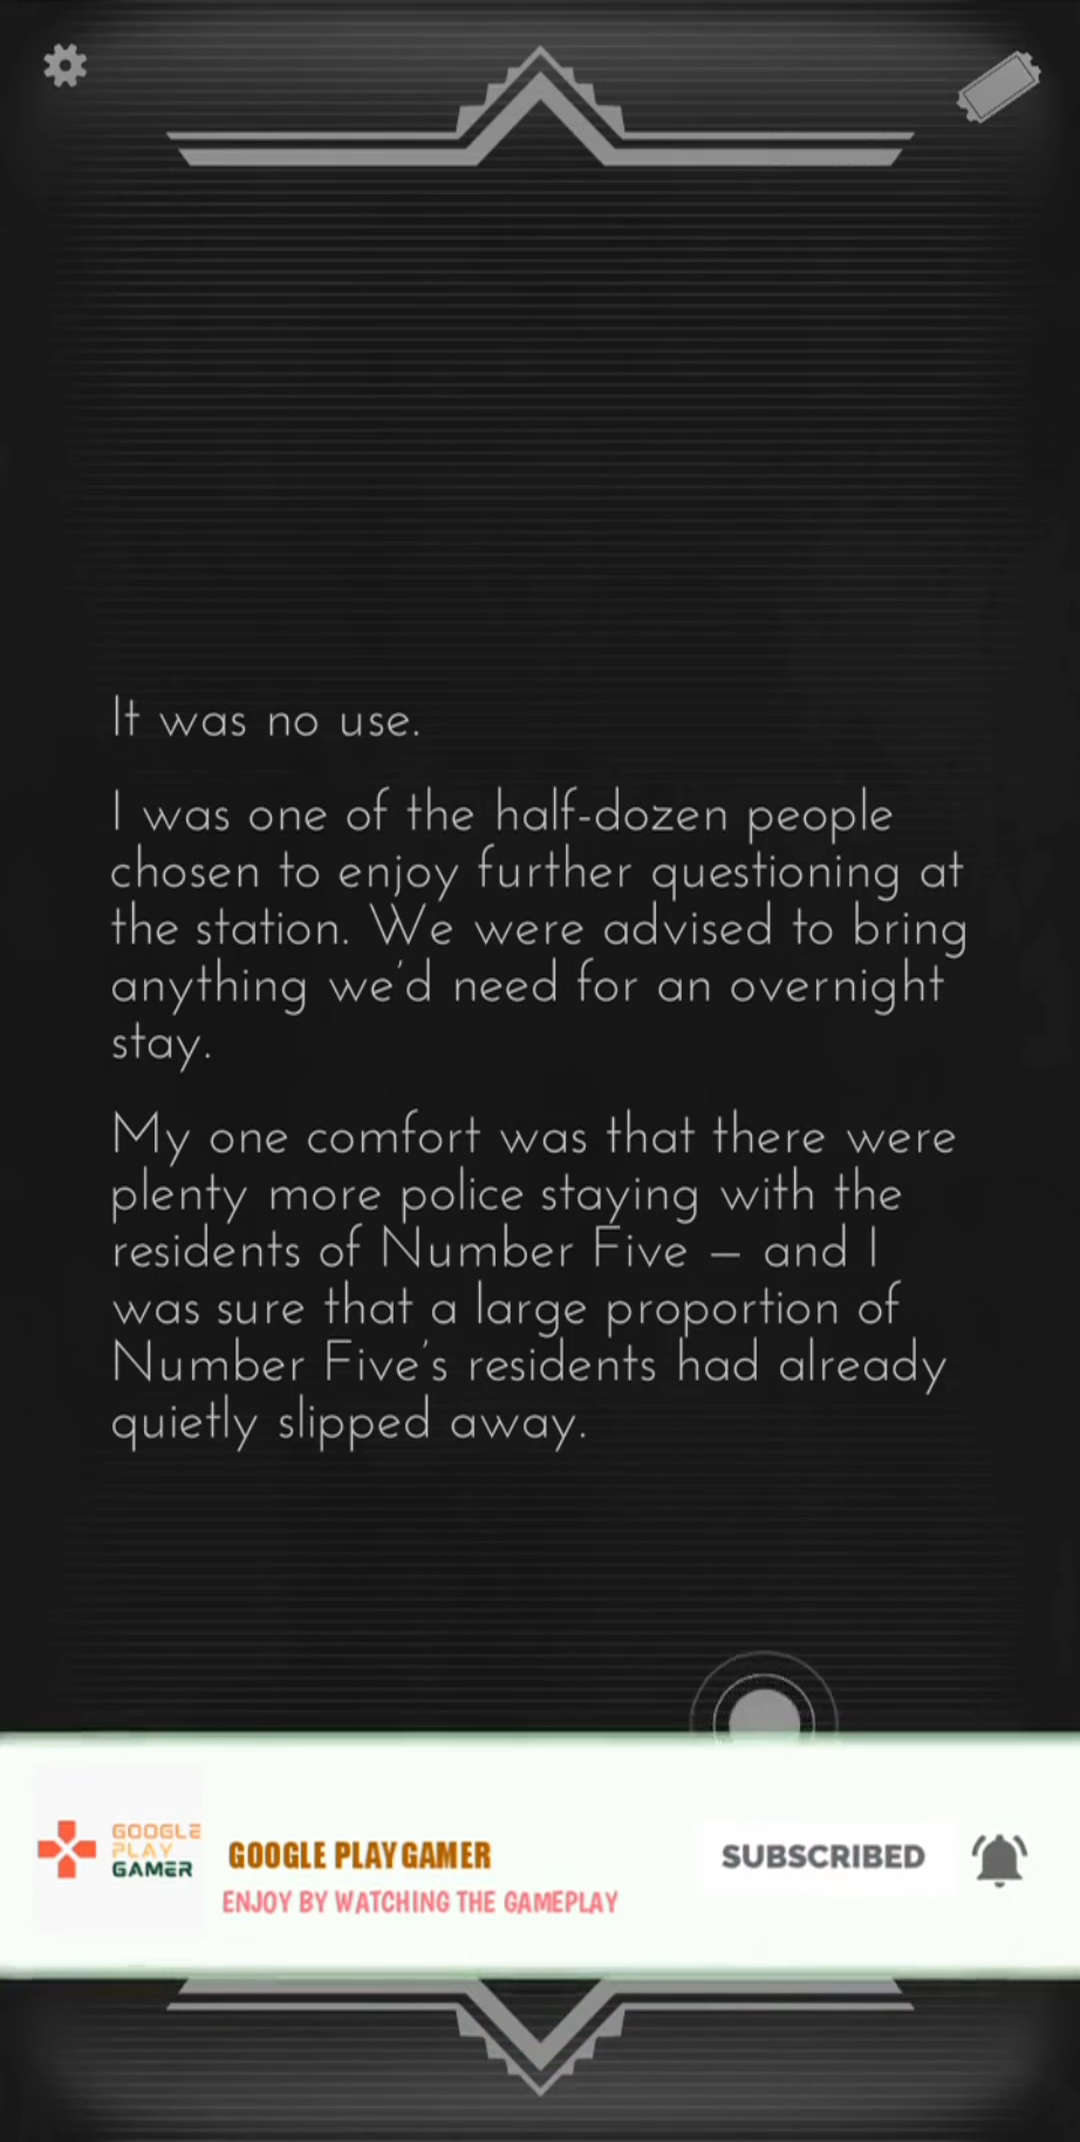 It was no use.
I was one of the half-dozen people
chosen to enjoy further questioning at
the station. We were advised to bring
anything we'd need for an overnight
stay.
My one comfort was that there were
plenty more police staying with the
residents of Number Five – and I
was sure that a large proportion of
Number Five's residents had already
quietly slipped away.
GOOGLE
PLAY
GAMER
GOOGLE PLAY GAMER
SUBSCRIBED
ENJOY BY WATCHING THE GAMEPLAY